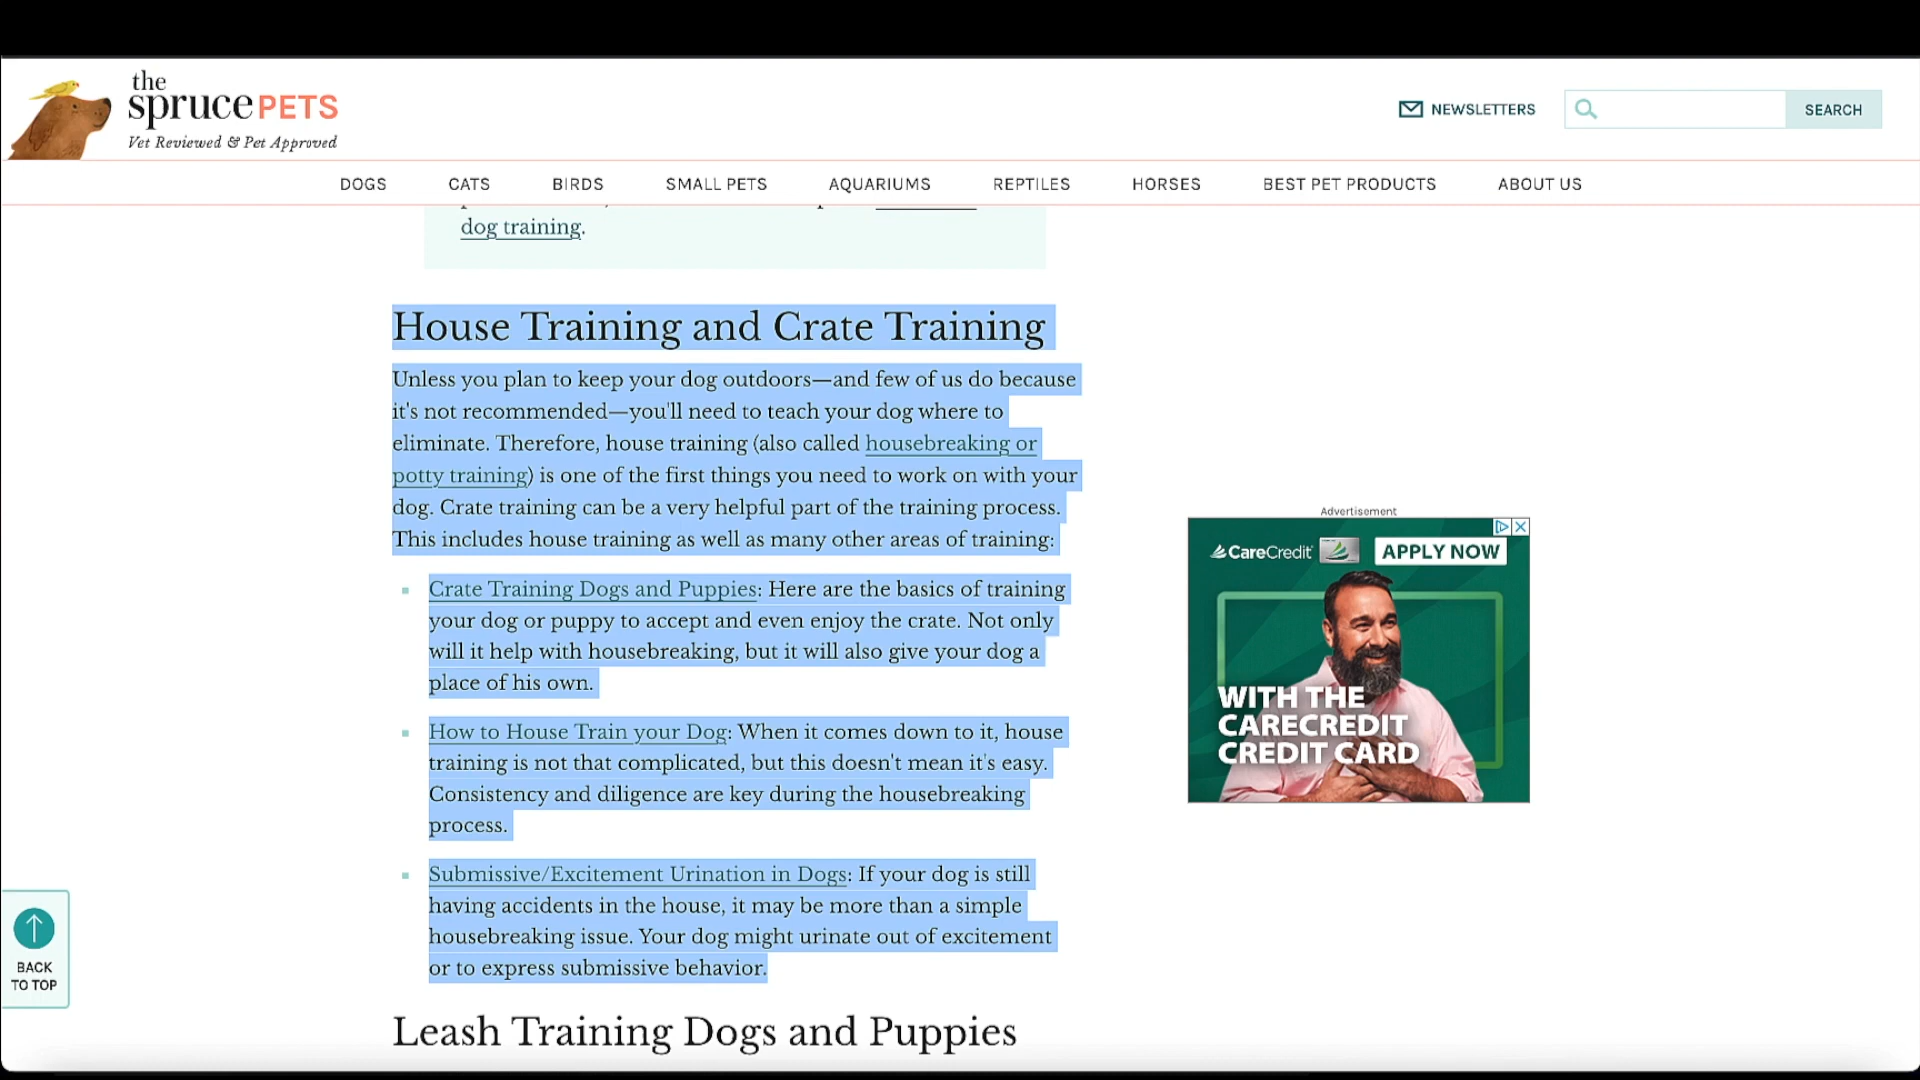 the
spruce PETS
Vet Reviewed & Pet Approved
NEWSLETTERS
SEARCH
DOGS CATS BIRDS SMALL PETS AQUARIUMS REPTILES HORSES BEST PET PRODUCTS ABOUT US
dog training.
House Training and Crate Training
Unless you plan to keep your dog outdoors—and few of us do because
it's not recommended—you'll need to teach your dog where to
eliminate. Therefore, house training (also called housebreaking or
potty training) is one of the first things you need to work on with your
dog. Crate training can be a very helpful part of the training process.
This includes house training as well as many other areas of training:
Crate Training Dogs and Puppies: Here are the basics of training
your dog or puppy to accept and even enjoy the crate. Not only
will it help with housebreaking, but it will also give your dog a
place of his own.
How to House Train your Dog: When it comes down to it, house
training is not that complicated, but this doesn't mean it's easy.
Consistency and diligence are key during the housebreaking
process.
Submissive/Excitement Urination in Dogs: If your dog is still
having accidents in the house, it may be more than a simple
housebreaking issue. Your dog might urinate out of excitement
or to express submissive behavior.
Leash Training Dogs and Puppies
Advertisement
CareCredit
APPLY NOW
WITH THE
CARECREDIT
CREDIT CARD
BACK
TO TOP